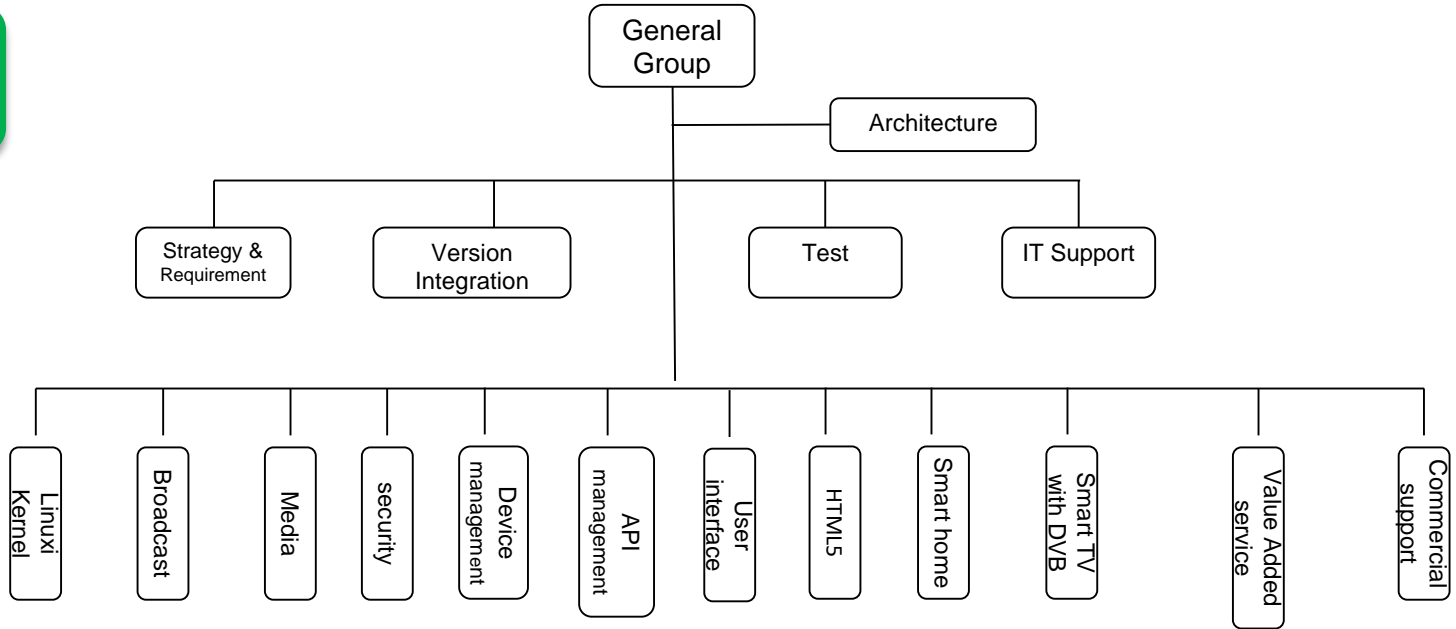 General
Group
Architecture
Strategy &
Requirement
Version
Integration
Test
IT Support
Linuxi
Kernel
Broadcast
Media
security
Device
management
API
management
User
interface
HTML5
Smart home
Smart TV
with DVB
Value Added
service
Commercial
support